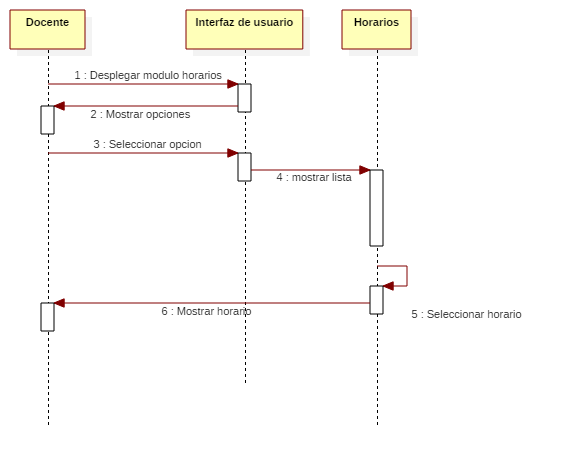 Docente
Interfaz de usuario
Horarios
1 : Desplegar modulo horarios
2 : Mostrar opciones
3 : Seleccionar opcion
4 : mostrar lista
6 : Mostrar horario
5 : Seleccionar horario